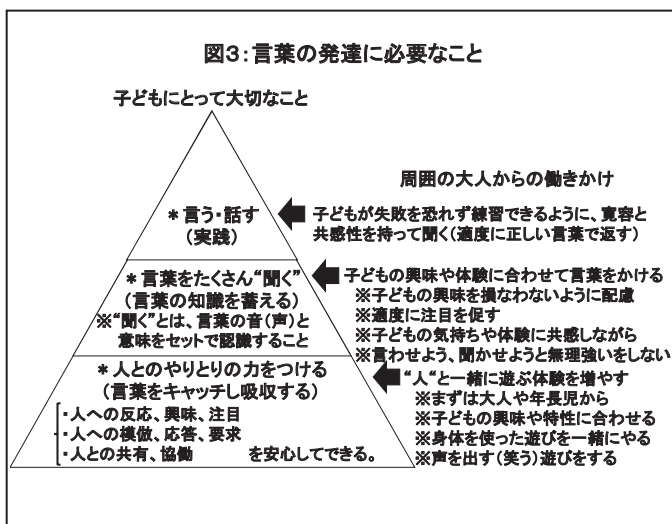 図3:言葉の発達に必要なこと
子どもにとって大切なこと
*言う・話す
(実践)
*言葉をたくさん“聞く”
(言葉の知識を蓄える)
※“聞く”とは、言葉の音(声)と
意味をセットで認識すること
*人とのやりとりの力をつける
(言葉をキャッチし吸収する)
・人への反応、興味、注目
・人への模倣、応答、要求
・人との共有、協働 を安心してできる。
周囲の大人からの働きかけ
子どもが失敗を恐れず練習できるように、寛容と
共感性を持って聞く(適度に正しい言葉で返す)
子どもの興味や体験に合わせて言葉をかける
※子どもの興味を損なわないように配慮
※適度に注目を促す
※子どもの気持ちや体験に共感しながら
※言わせよう、聞かせようと無理強いをしない
“人“と一緒に遊ぶ体験を増やす
※まずは大人や年長児から
※子どもの興味や特性に合わせる
※身体を使った遊びを一緒にやる
※声を出す(笑う)遊びをする